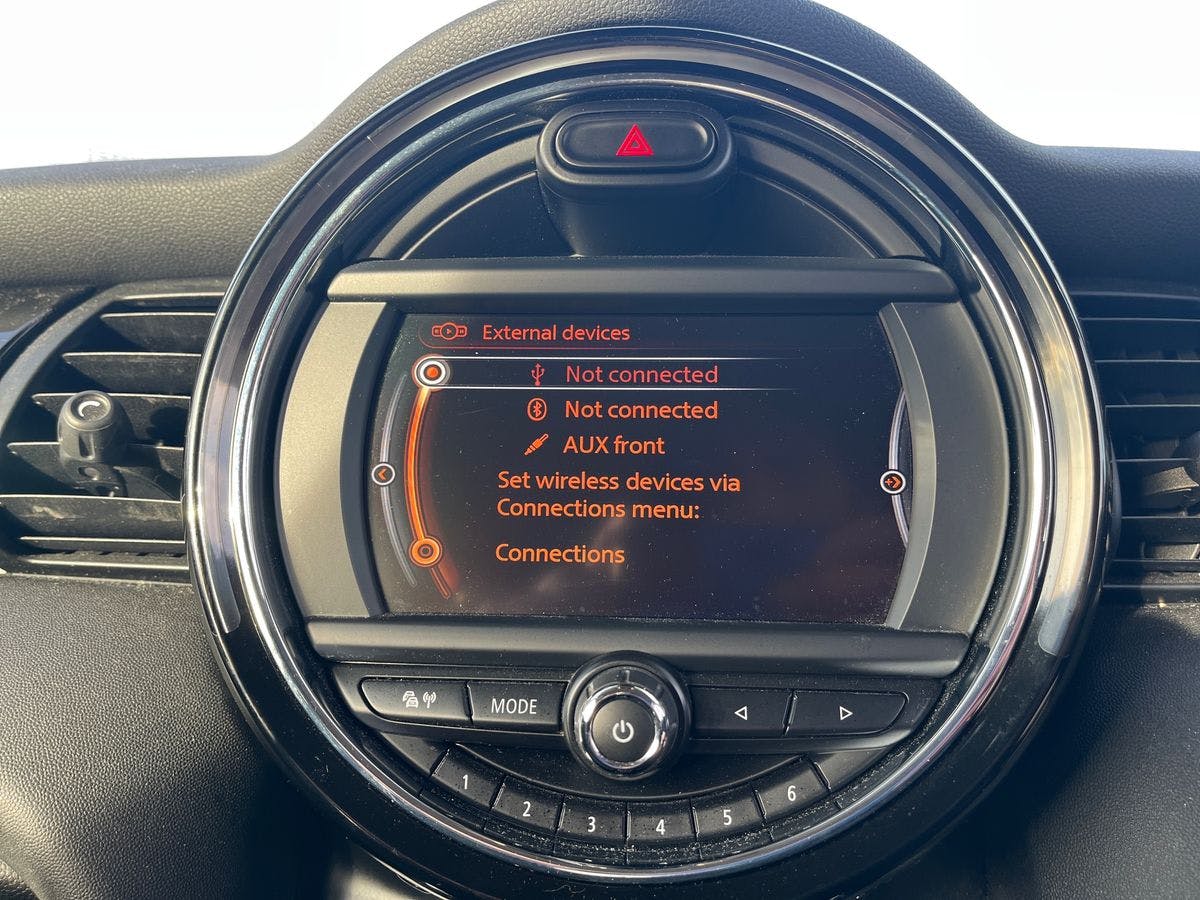 External devices
Not connected
Not connected
AUX front
Set wireless devices via
Connections menu:
Connections
MODE
1
2
3
4
5
6